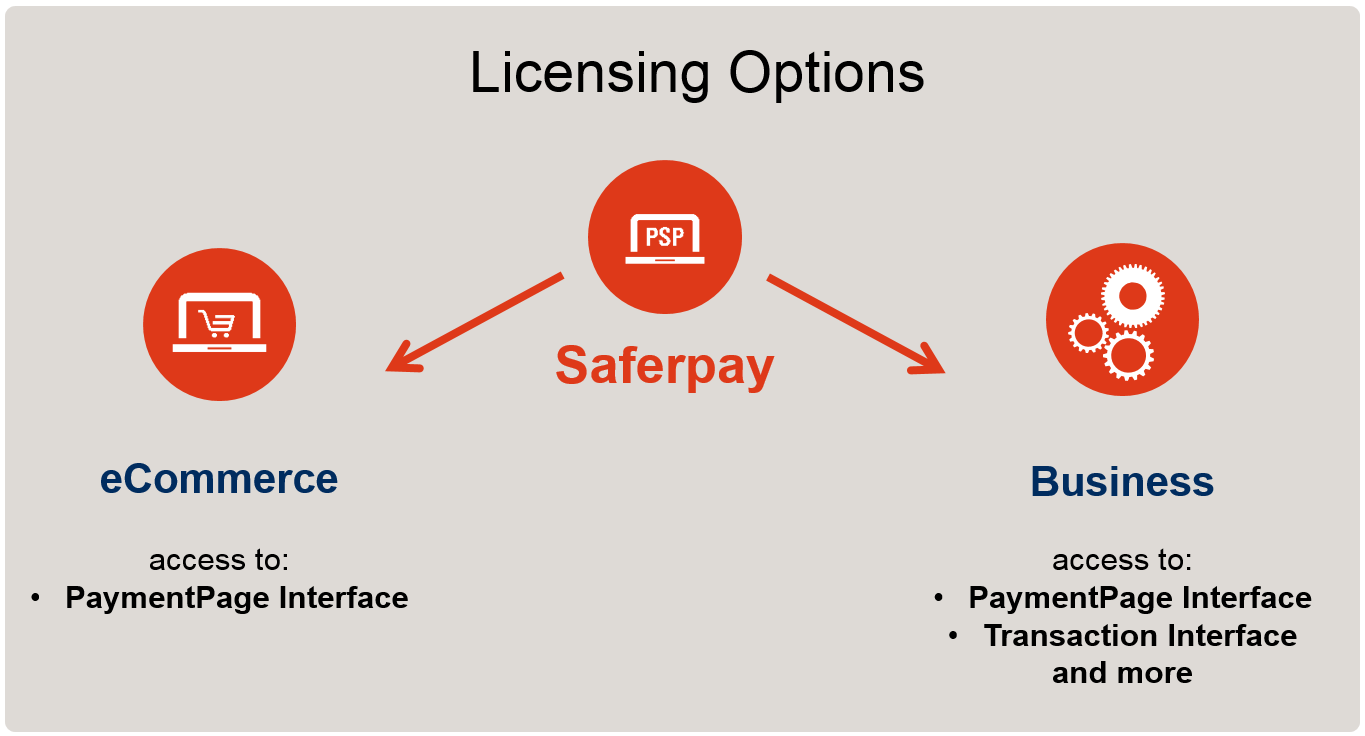 Licensing Options
PSP
Saferpay
eCommerce
access to:
• PaymentPage Interface
Business
access to:
• PaymentPage Interface
• Transaction Interface
and more